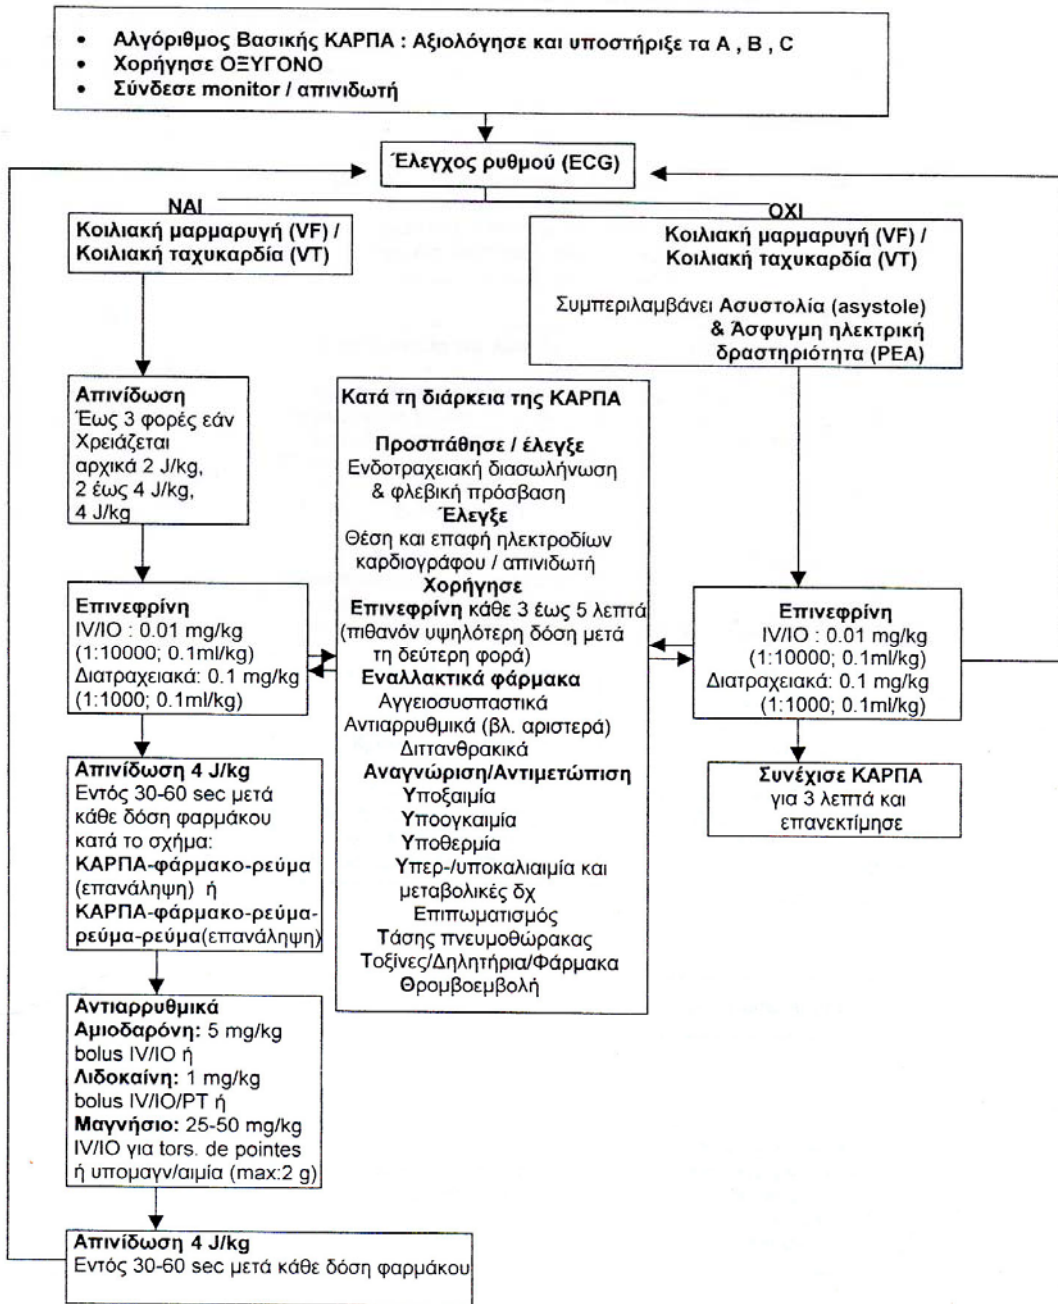 • Αλγόριθμος Βασικής ΚΑΡΠΑ : Αξιολόγησε και υποστήριξε τα Α , Β , C
• Χορήγησε ΟΞΥΓΟΝΟ
• Σύνδεσε monitor / απινιδωτή
Έλεγχος ρυθμού (ECG)
ΝΑΙ
Κοιλιακή μαρμαρυγή (VF) /
Κοιλιακή ταχυκαρδία (VT)
ΟΧΙ
Κοιλιακή μαρμαρυγή (VF) /
Κοιλιακή ταχυκαρδία (VT)
Συμπεριλαμβάνει Ασυστολία (asystole)
& Άσφυγμη ηλεκτρική
δραστηριότητα (PEA)
Απινίδωση
Έως 3 φορές εάν
Χρειάζεται
αρχικά 2 J/kg,
2 έως 4 J/kg,
4 J/kg
Επινεφρίνη
IV/IO : 0.01 mg/kg
(1:10000; 0.1ml/kg)
Διατραχειακά: 0.1 mg/kg
(1:1000; 0.1ml/kg)
Απινίδωση 4 J/kg
Εντός 30-60 sec μετά
κάθε δόση φαρμάκου
κατά το σχήμα:
ΚΑΡΠΑ-φάρμακο-ρεύμα
(επανάληψη) ή
ΚΑΡΠΑ-φάρμακο-ρεύμα-
ρεύμα-ρεύμα(επανάληψη)
Αντιαρρυθμικά
Αμιοδαρόνη: 5 mg/kg
bolus IV/IO ή
Λιδοκαίνη: 1 mg/kg
bolus IV/IO/PT ή
Μαγνήσιο: 25-50 mg/kg
IV/IO για tors. de pointes
ή υπομαγν/αιμία (max:2 g)
Απινίδωση 4 J/kg
Εντός 30-60 sec μετά κάθε δόση φαρμάκου
Κατά τη διάρκεια της ΚΑΡΠΑ
Προσπάθησε / έλεγξε
Ενδοτραχειακή διασωλήνωση
& φλεβική πρόσβαση
Έλεγξε
Θέση και επαφή ηλεκτροδίων
καρδιογράφου / απινιδωτή
Χορήγησε
Επινεφρίνη κάθε 3 έως 5 λεπτά
(πιθανόν υψηλότερη δόση μετά
τη δεύτερη φορά)
Εναλλακτικά φάρμακα
Αγγειοσυσπαστικά
Αντιαρρυθμικά (βλ. αριστερά)
Διττανθρακικά
Αναγνώριση/Αντιμετώπιση
Υποξαιμία
Υποογκαιμία
Υποθερμία
Υπερ-/υποκαλιαιμία και
μεταβολικές δχ
Επιπωματισμός
Τάσης πνευμοθώρακας
Τοξίνες/Δηλητήρια/Φάρμακα
Θρομβοεμβολή
Επινεφρίνη
IV/IO : 0.01 mg/kg
(1:10000; 0.1ml/kg)
Διατραχειακά: 0.1 mg/kg
(1:1000; 0.1ml/kg)
Συνέχισε ΚΑΡΠΑ
για 3 λεπτά και
επανεκτίμησε